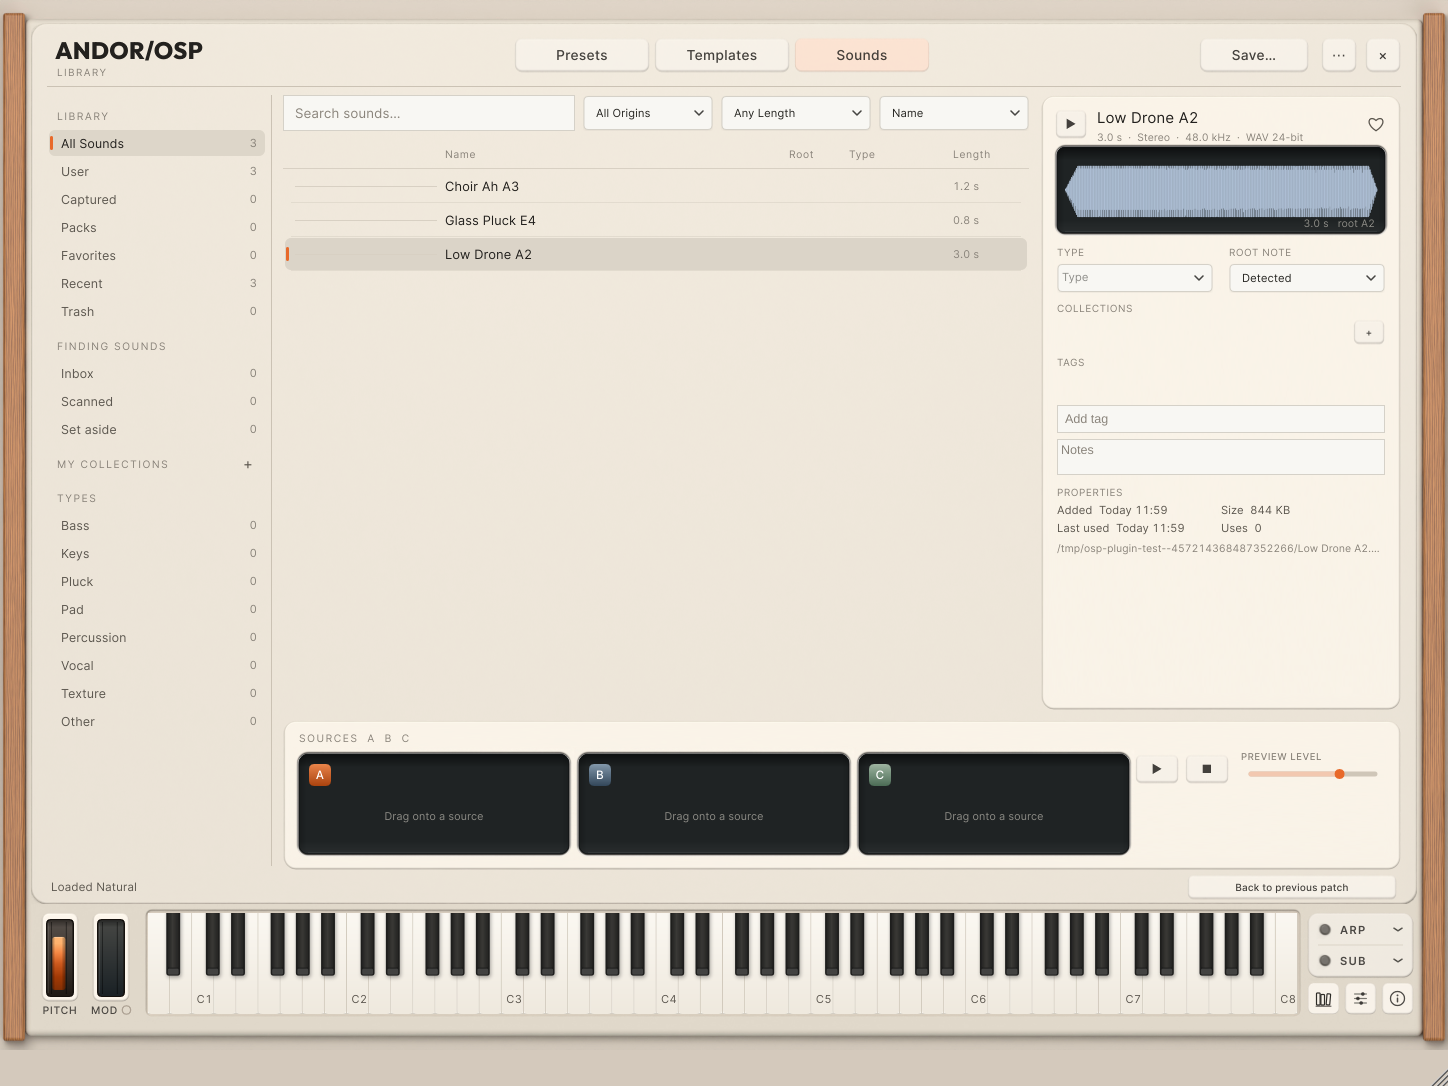 ANDOR/OSP
LIBRARY
Presets
Templates
Sounds
Save...
···
×
LIBRARY
All Sounds 3
User 3
Captured 0
Packs 0
Favorites 0
Recent 3
Trash 0
FINDING SOUNDS
Inbox 0
Scanned 0
Set aside 0
MY COLLECTIONS +
TYPES
Bass 0
Keys 0
Pluck 0
Pad 0
Percussion 0
Vocal 0
Texture 0
Other 0
Search sounds...
All Origins
Any Length
Name
Name Root Type Length
Choir Ah A3 1.2 s
Glass Pluck E4 0.8 s
Low Drone A2 3.0 s
Low Drone A2
3.0 s · Stereo · 48.0 kHz · WAV 24-bit
3.0 s root A2
TYPE ROOT NOTE
Type Detected
COLLECTIONS
+
TAGS
Add tag
Notes
PROPERTIES
Added Today 11:59 Size 844 KB
Last used Today 11:59 Uses 0
/tmp/osp-plugin-test--457214368487352266/Low Drone A2....
SOURCES A B C
A
Drag onto a source
B
Drag onto a source
C
Drag onto a source
PREVIEW LEVEL
Loaded Natural
Back to previous patch
PITCH
MOD
C1 C2 C3 C4 C5 C6 C7 C8
ARP
SUB